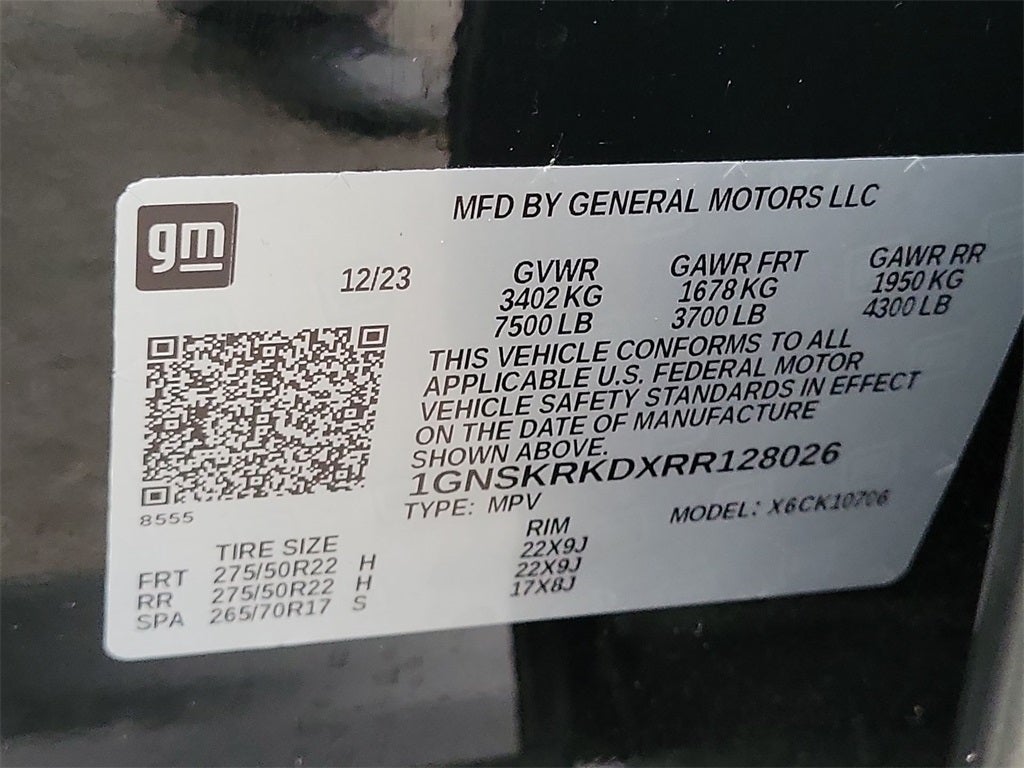 gm
MFD BY GENERAL MOTORS LLC
12/23
GVWR GAWR FRT GAWR RR
3402 KG 1678 KG 1950 KG
7500 LB 3700 LB 4300 LB
THIS VEHICLE CONFORMS TO ALL
APPLICABLE U.S. FEDERAL MOTOR
VEHICLE SAFETY STANDARDS IN EFFECT
ON THE DATE OF MANUFACTURE
SHOWN ABOVE.
1GNSKRKDXRR128026
8555
TYPE: MPV MODEL: X6CK10706
TIRE SIZE RIM
FRT 275/50R22 H 22X9J
RR 275/50R22 H 22X9J
SPA 265/70R17 S 17X8J